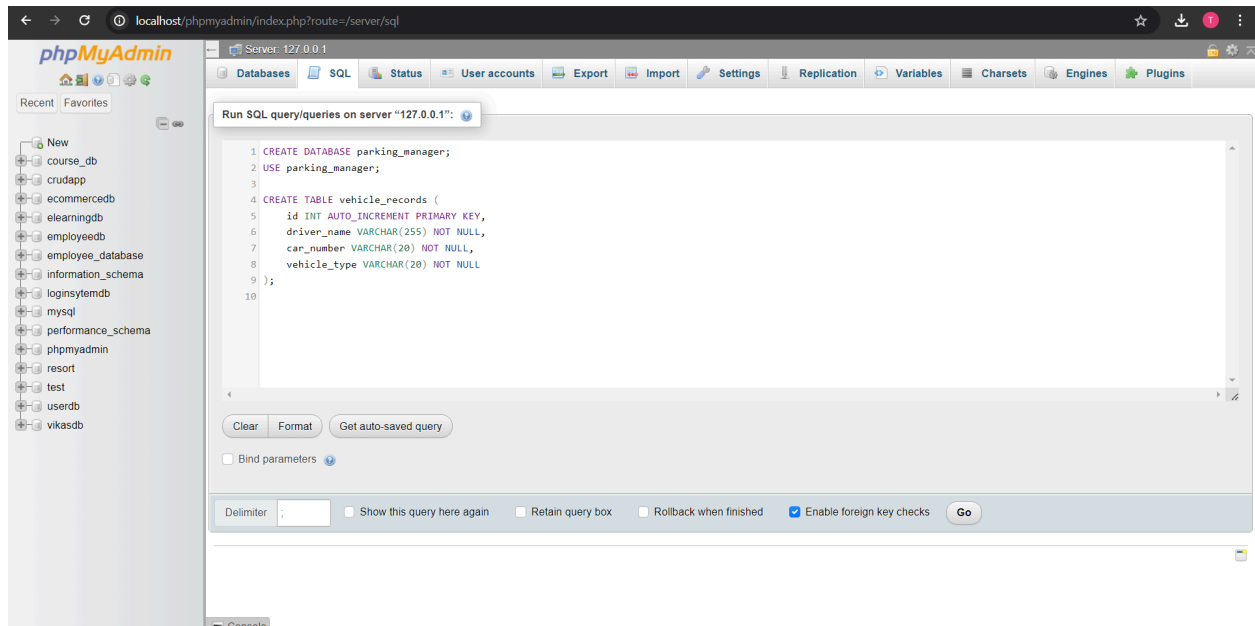 localhost/phpmyadmin/index.php?route=/server/sql
T
phpMyAdmin
Recent Favorites
New
course_db
crudapp
ecommercedb
elearningdb
employeedb
employee_database
information_schema
loginsytemdb
mysql
performance_schema
phpmyadmin
resort
test
userdb
vikasdb
Server: 127.0.0.1
Databases SQL Status User accounts Export Import Settings Replication Variables Charsets Engines Plugins
Run SQL query/queries on server “127.0.0.1”:
1 CREATE DATABASE parking_manager;
2 USE parking_manager;
3
4 CREATE TABLE vehicle_records (
5 id INT AUTO_INCREMENT PRIMARY KEY,
6 driver_name VARCHAR(255) NOT NULL,
7 car_number VARCHAR(20) NOT NULL,
8 vehicle_type VARCHAR(20) NOT NULL
9 );
10
Clear Format Get auto-saved query
Bind parameters
Delimiter ; Show this query here again Retain query box Rollback when finished Enable foreign key checks Go
Console